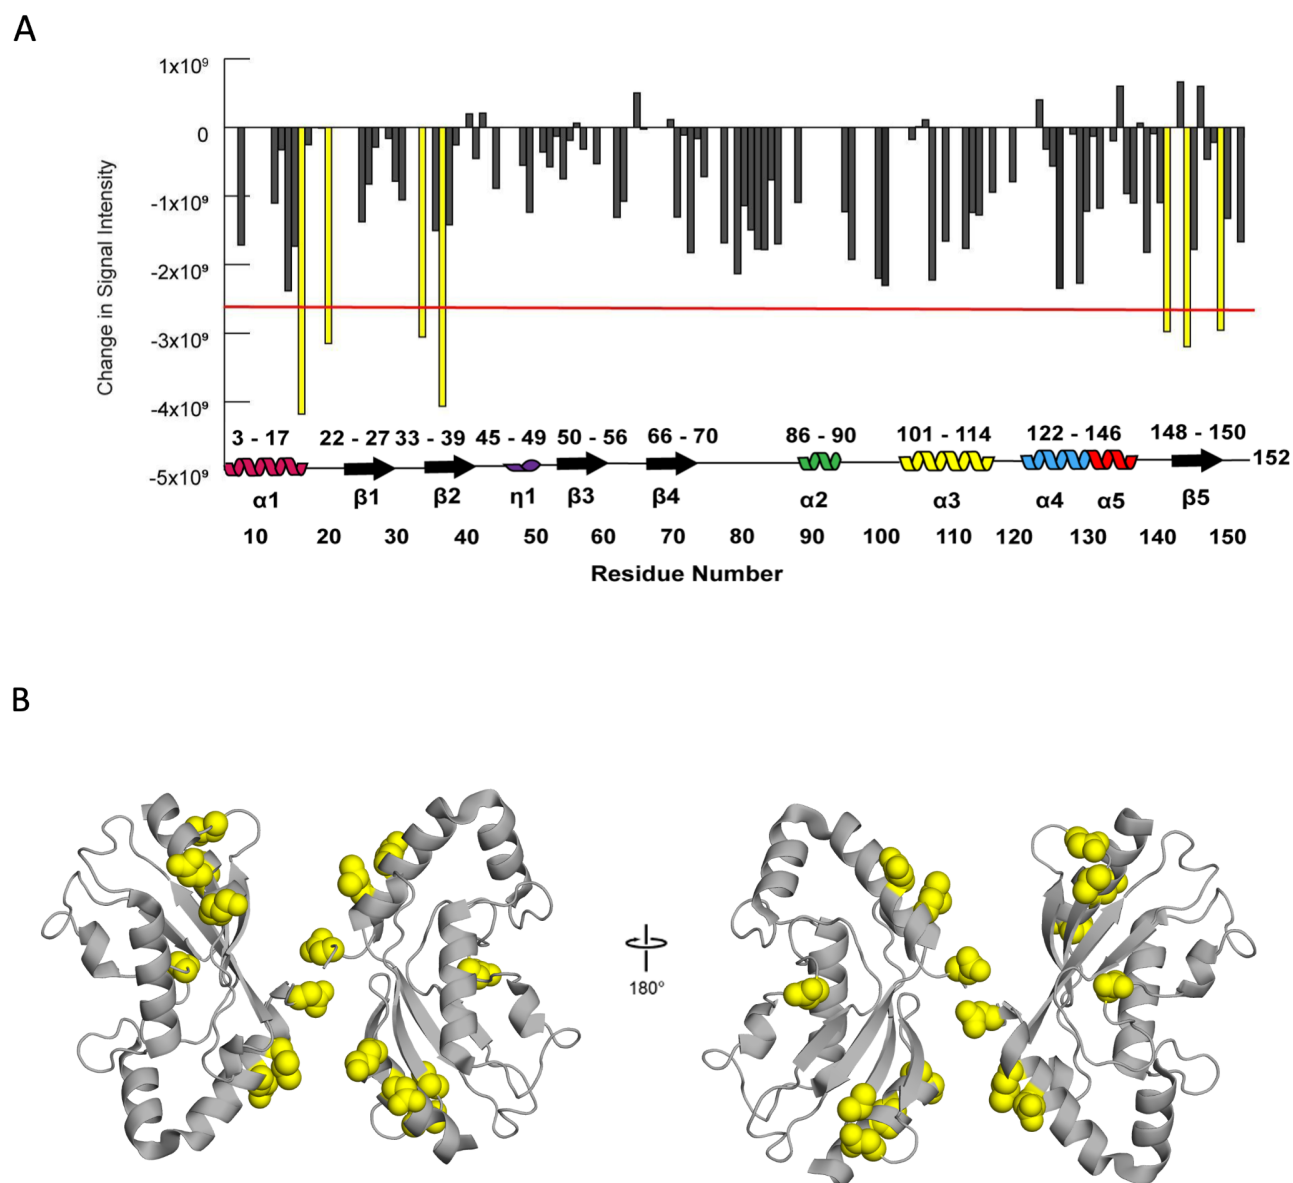 A
1x10⁹
0
-1x10⁹
-2x10⁹
-3x10⁹
-4x10⁹
-5x10⁹
Change in Signal Intensity
3 - 17 22 - 27 33 - 39 45 - 49 50 - 56 66 - 70 86 - 90 101 - 114 122 - 146 148 - 150
152
α1 β1 β2 η1 β3 β4 α2 α3 α4 α5 β5
10 20 30 40 50 60 70 80 90 100 110 120 130 140 150
Residue Number
B
180°